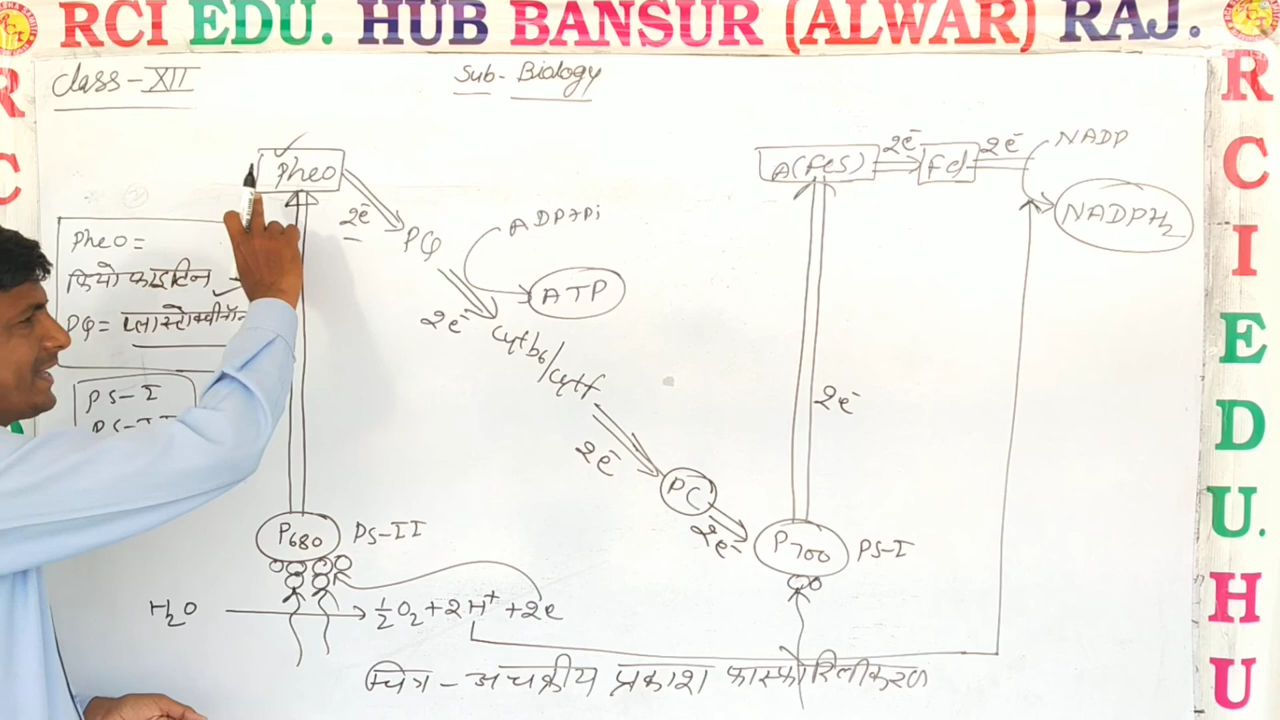 RCI EDU. HUB BANSUR (ALWAR) RAJ.
Class-XII
Sub- Biology
Pheo
2e⁻
PQ
ADP+Pi
ATP
2e⁻
Cytb₆/Cytf
2e⁻
PC
2e⁻
A(FeS)
2e⁻
Fd
2e⁻
NADP
NADPH₂
2e⁻
Pheo=
फियोफाइटिन
PQ= प्लास्टोक्वीनॉन
PS-I
PS-II
P680
PS-II
P700
PS-I
H₂O → ½O₂+2H⁺+2e
चित्र-अचक्रीय प्रकाश फास्फोरिलीकरण
R
C
R
C
I
E
D
U.
H
U